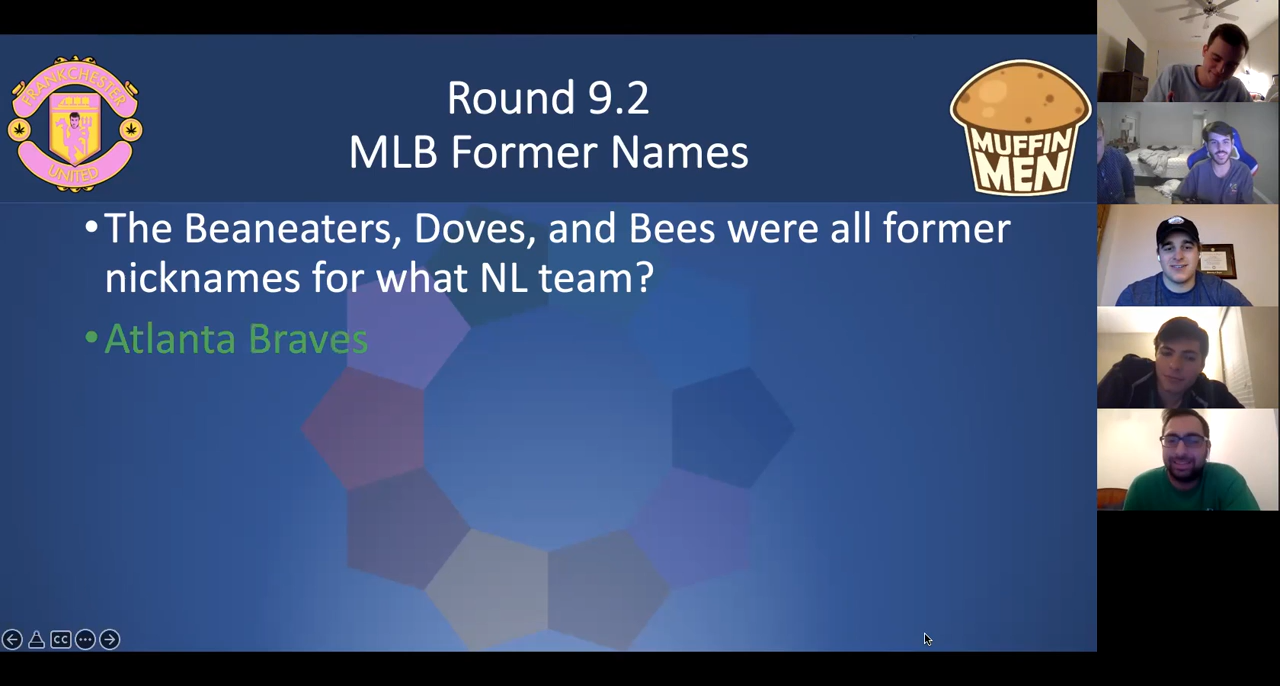 FRANKCHESTER
UNITED
Round 9.2
MLB Former Names
MUFFIN
MEN
•The Beaneaters, Doves, and Bees were all former
nicknames for what NL team?
•Atlanta Braves
CC